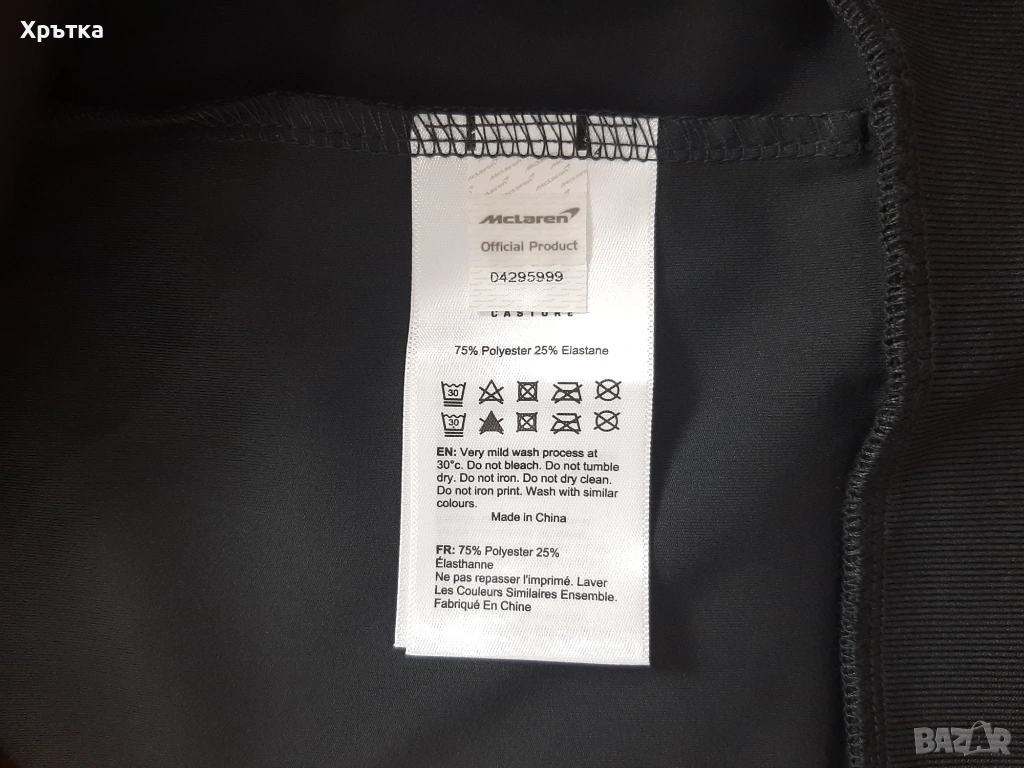 Хрътка
McLaren
Official Product
D4295999
CASTORE
75% Polyester 25% Elastane
30
30
EN: Very mild wash process at
30°c. Do not bleach. Do not tumble
dry. Do not iron. Do not dry clean.
Do not iron print. Wash with similar
colours.
Made in China
FR: 75% Polyester 25%
Élasthanne
Ne pas repasser l'imprimé. Laver
Les Couleurs Similaires Ensemble.
Fabriqué En Chine
BAZAR